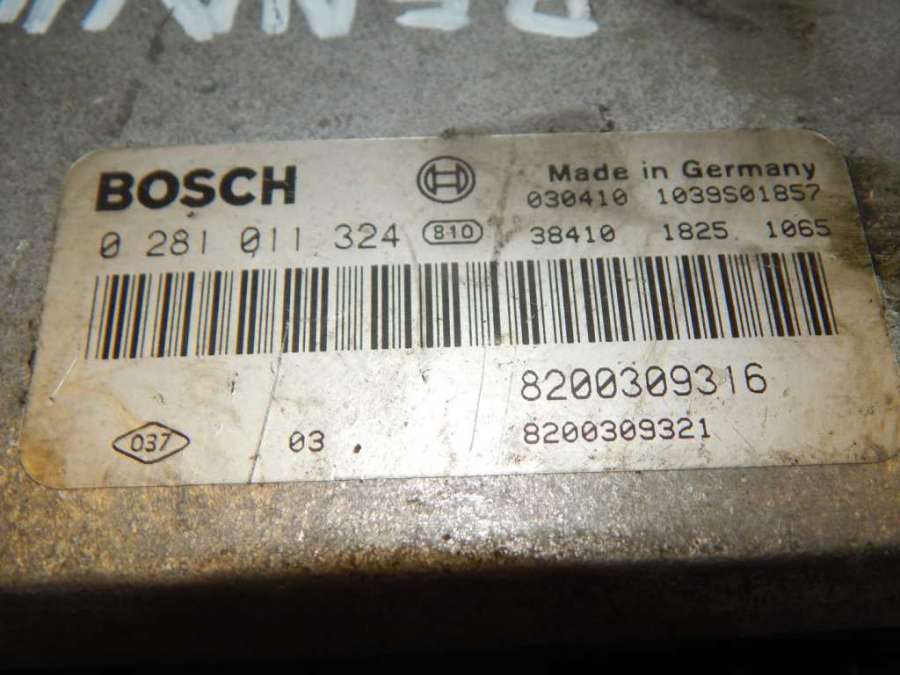 BOSCH
Made in Germany
030410 1039S01857
0 281 011 324 810 38410 1825 1065
8200309316
037 03 8200309321